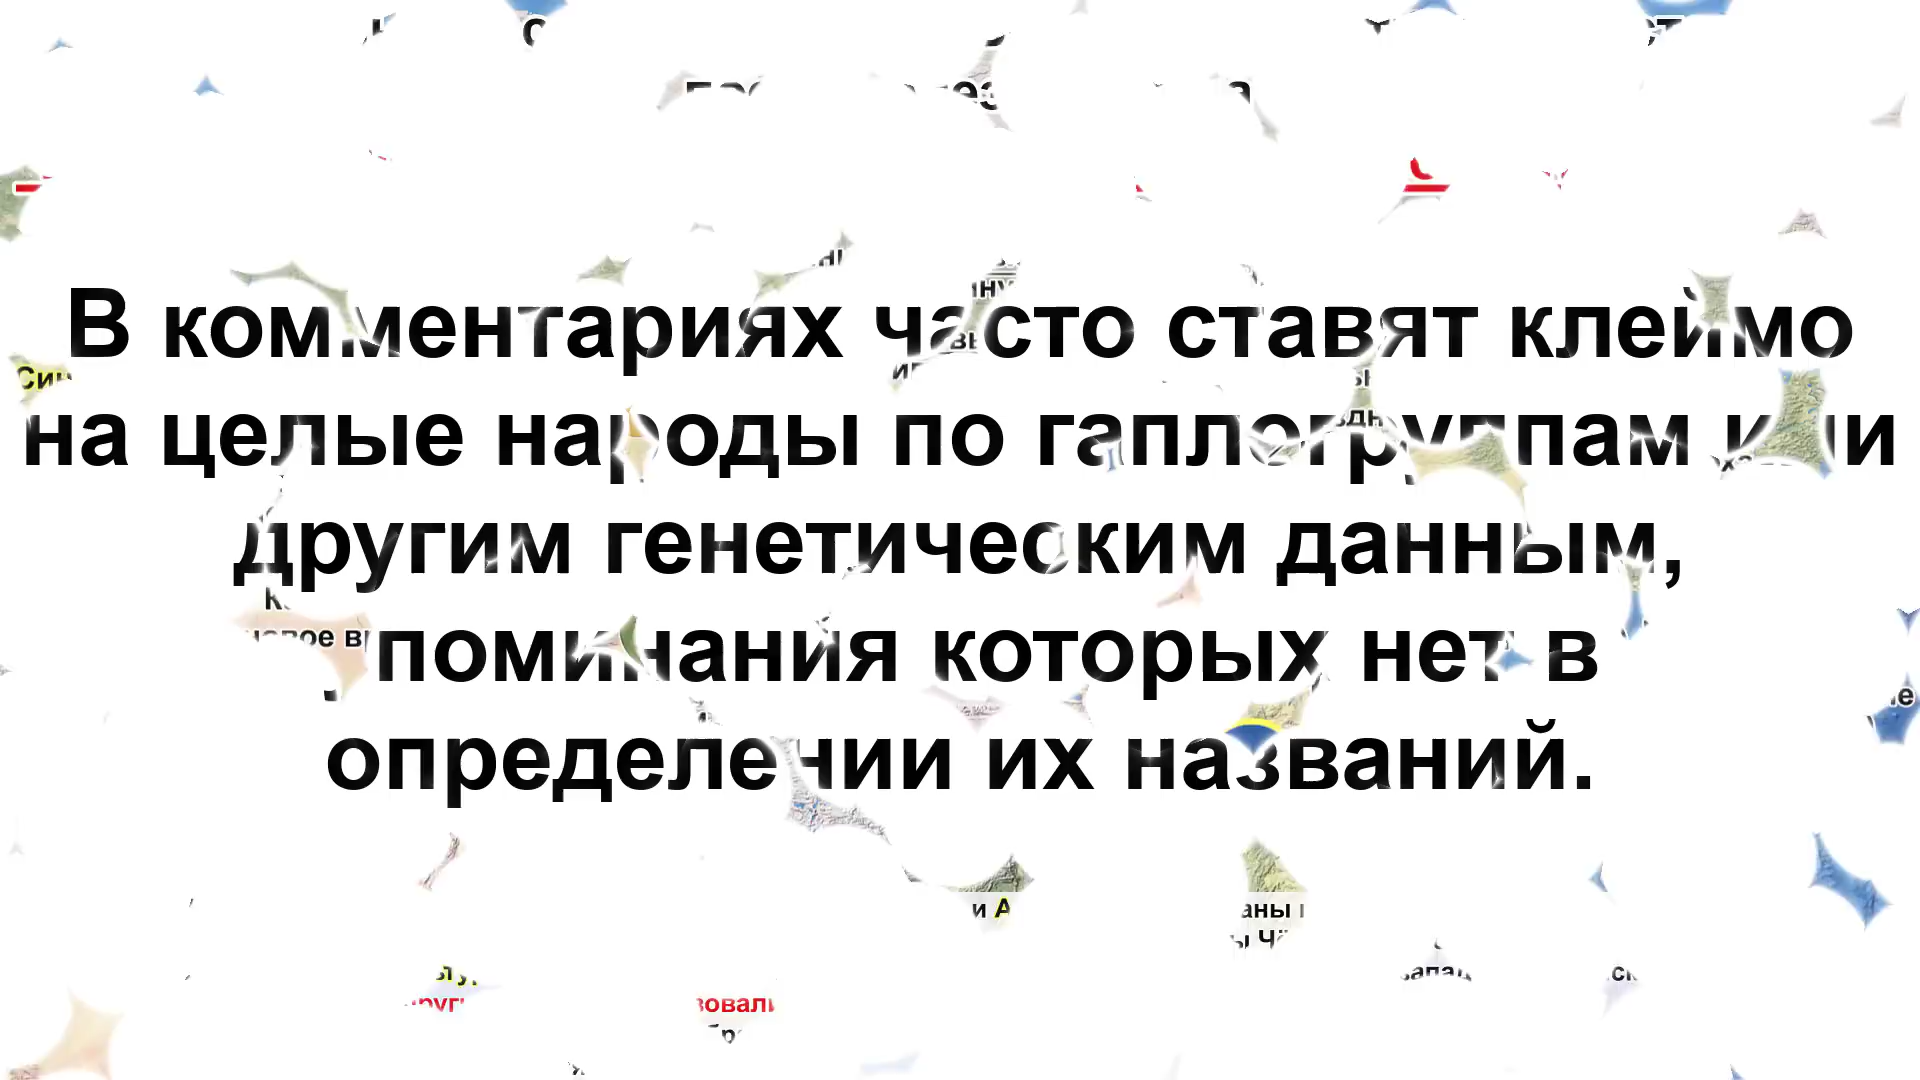 В комментариях часто ставят клеймо
на целые народы по гаплогруппам или
другим генетическим данным,
упоминания которых нет в
определении их названий.